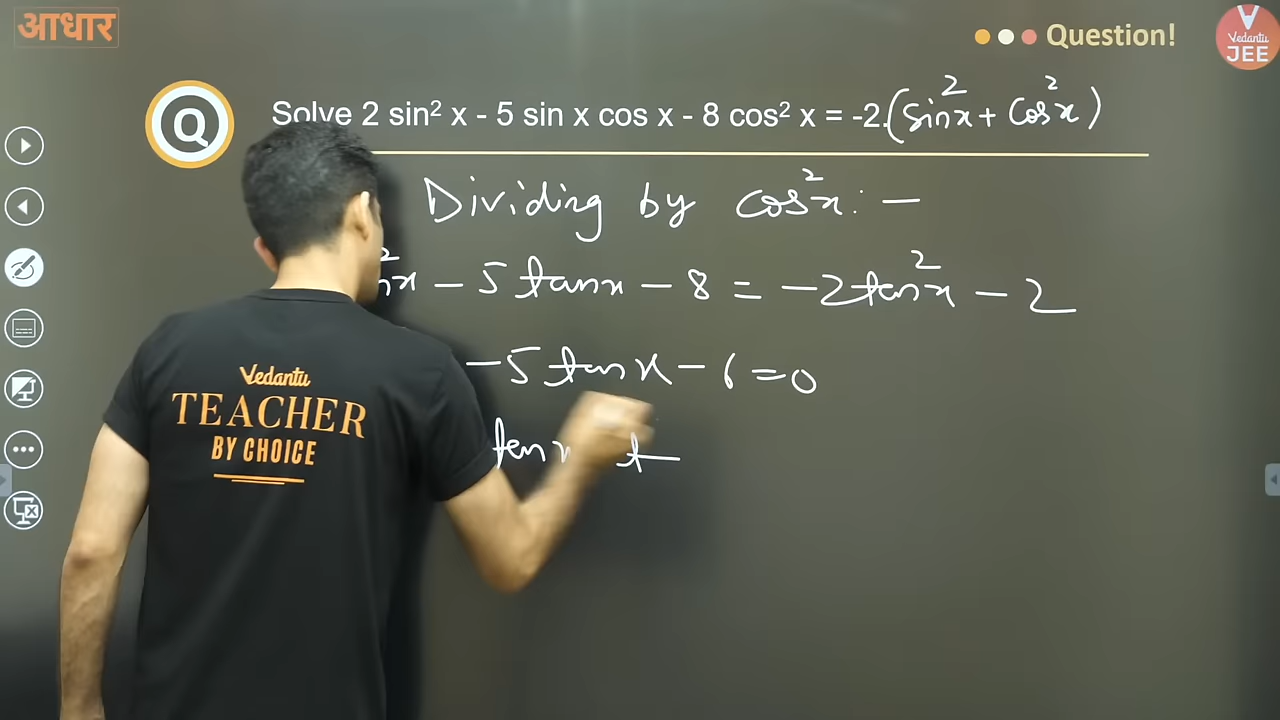 आधार
Question!
Vedantu
JEE
Q
Solve 2 sin² x - 5 sin x cos x - 8 cos² x = -2.(sin²x + cos²x)
Dividing by cos²x: —
x - 5 tanx - 8 = -2tan²x - 2
-5 tanx - 6 = 0
tan t
Vedantu
TEACHER
BY CHOICE